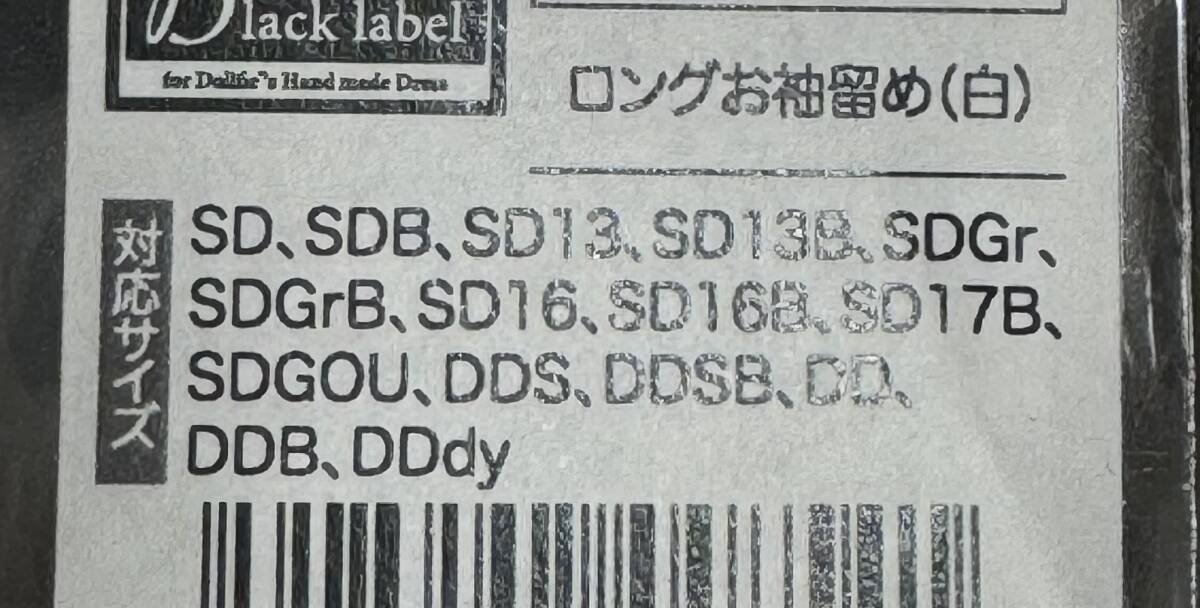 Black label
for Dollfie's Hand made Dress
ロングお袖留め(白)
対応サイズ
SD、SDB、SD13、SD13B、SDGr、
SDGrB、SD16、SD16B、SD17B、
SDGOU、DDS、DDSB、DD、
DDB、DDdy